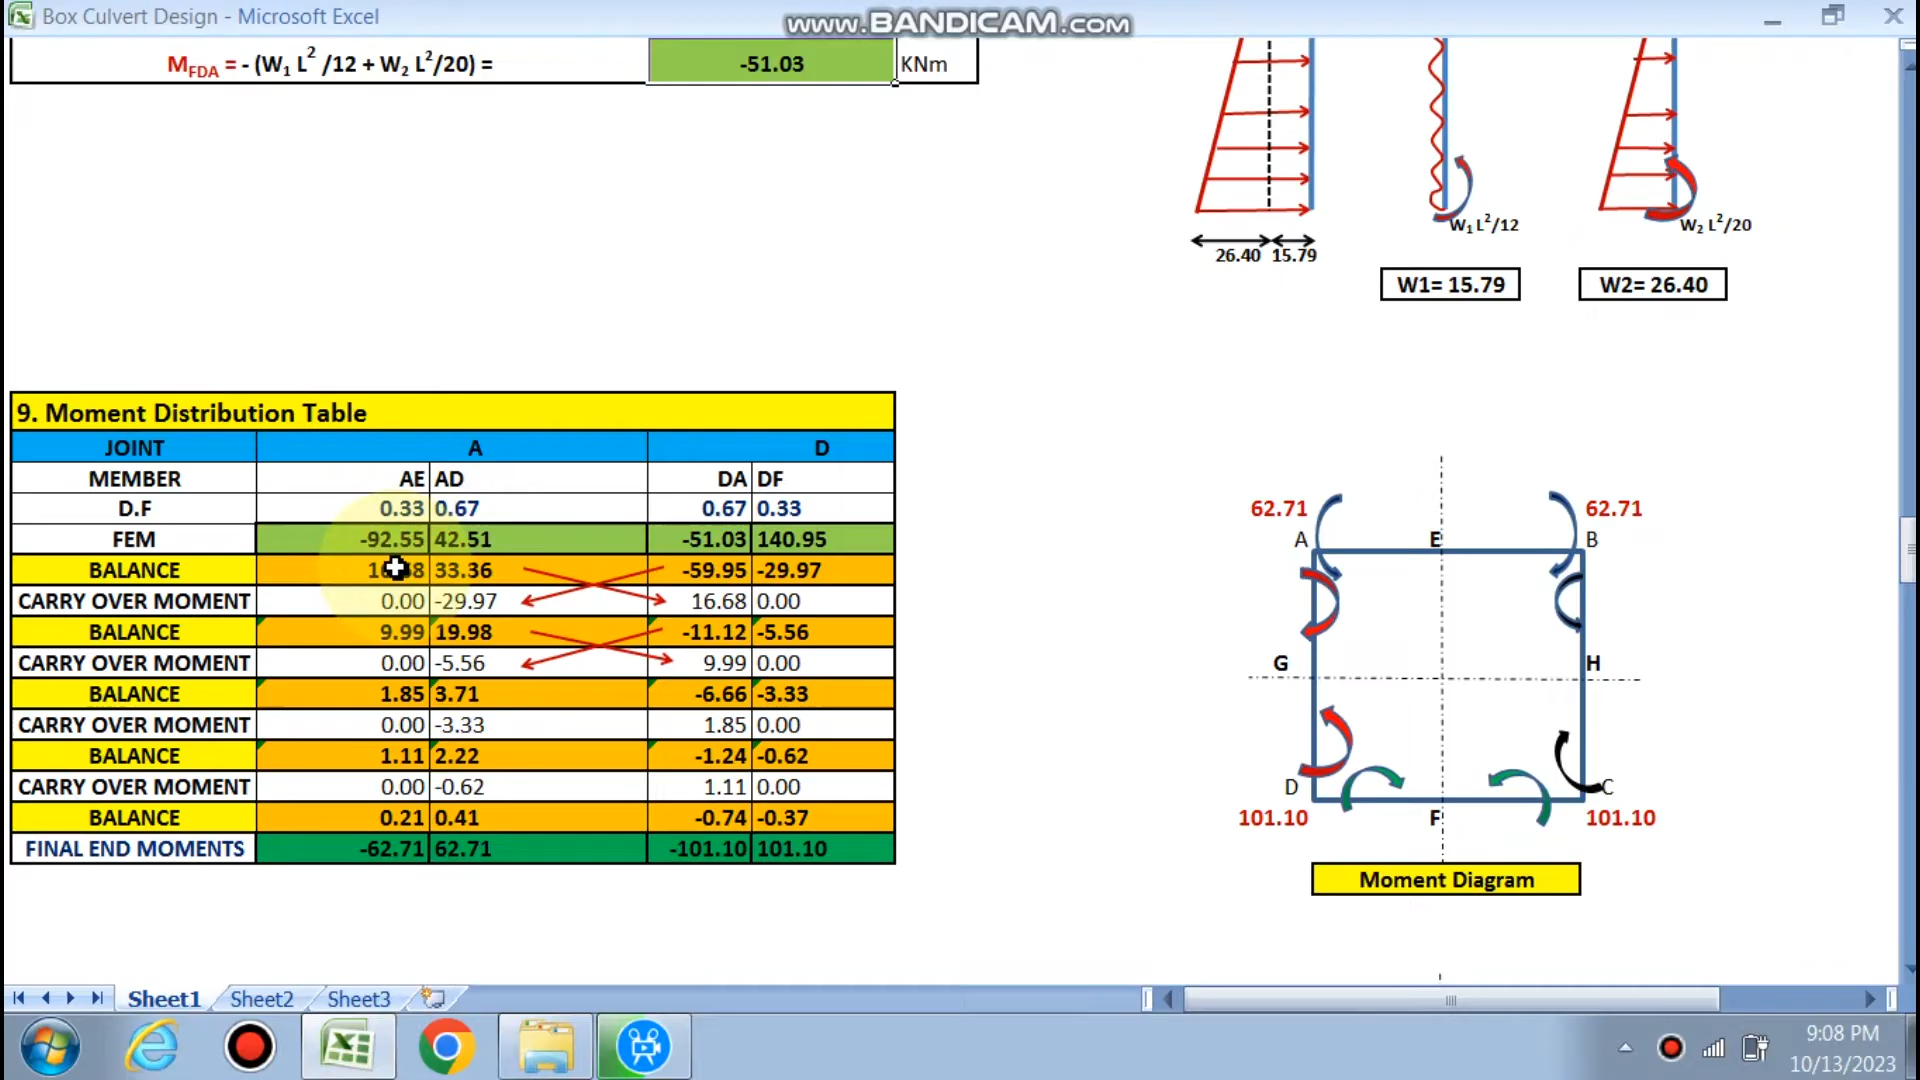 Box Culvert Design - Microsoft Excel
www.BANDICAM.com
M_FDA = - (W₁ L² /12 + W₂ L²/20) = -51.03 KNm
W₁ L²/12 W₂ L²/20
26.40 15.79
W1= 15.79 W2= 26.40
9. Moment Distribution Table
JOINT A D
MEMBER AE AD DA DF
D.F 0.33 0.67 0.67 0.33
FEM -92.55 42.51 -51.03 140.95
BALANCE 33.36 -59.95 -29.97
CARRY OVER MOMENT 0.00 -29.97 16.68 0.00
BALANCE 9.99 19.98 -11.12 -5.56
CARRY OVER MOMENT 0.00 -5.56 9.99 0.00
BALANCE 1.85 3.71 -6.66 -3.33
CARRY OVER MOMENT 0.00 -3.33 1.85 0.00
BALANCE 1.11 2.22 -1.24 -0.62
CARRY OVER MOMENT 0.00 -0.62 1.11 0.00
BALANCE 0.21 0.41 -0.74 -0.37
FINAL END MOMENTS -62.71 62.71 -101.10 101.10
62.71 62.71
A E B
G H
D C
101.10 F 101.10
Moment Diagram
Sheet1 Sheet2 Sheet3
9:08 PM
10/13/2023